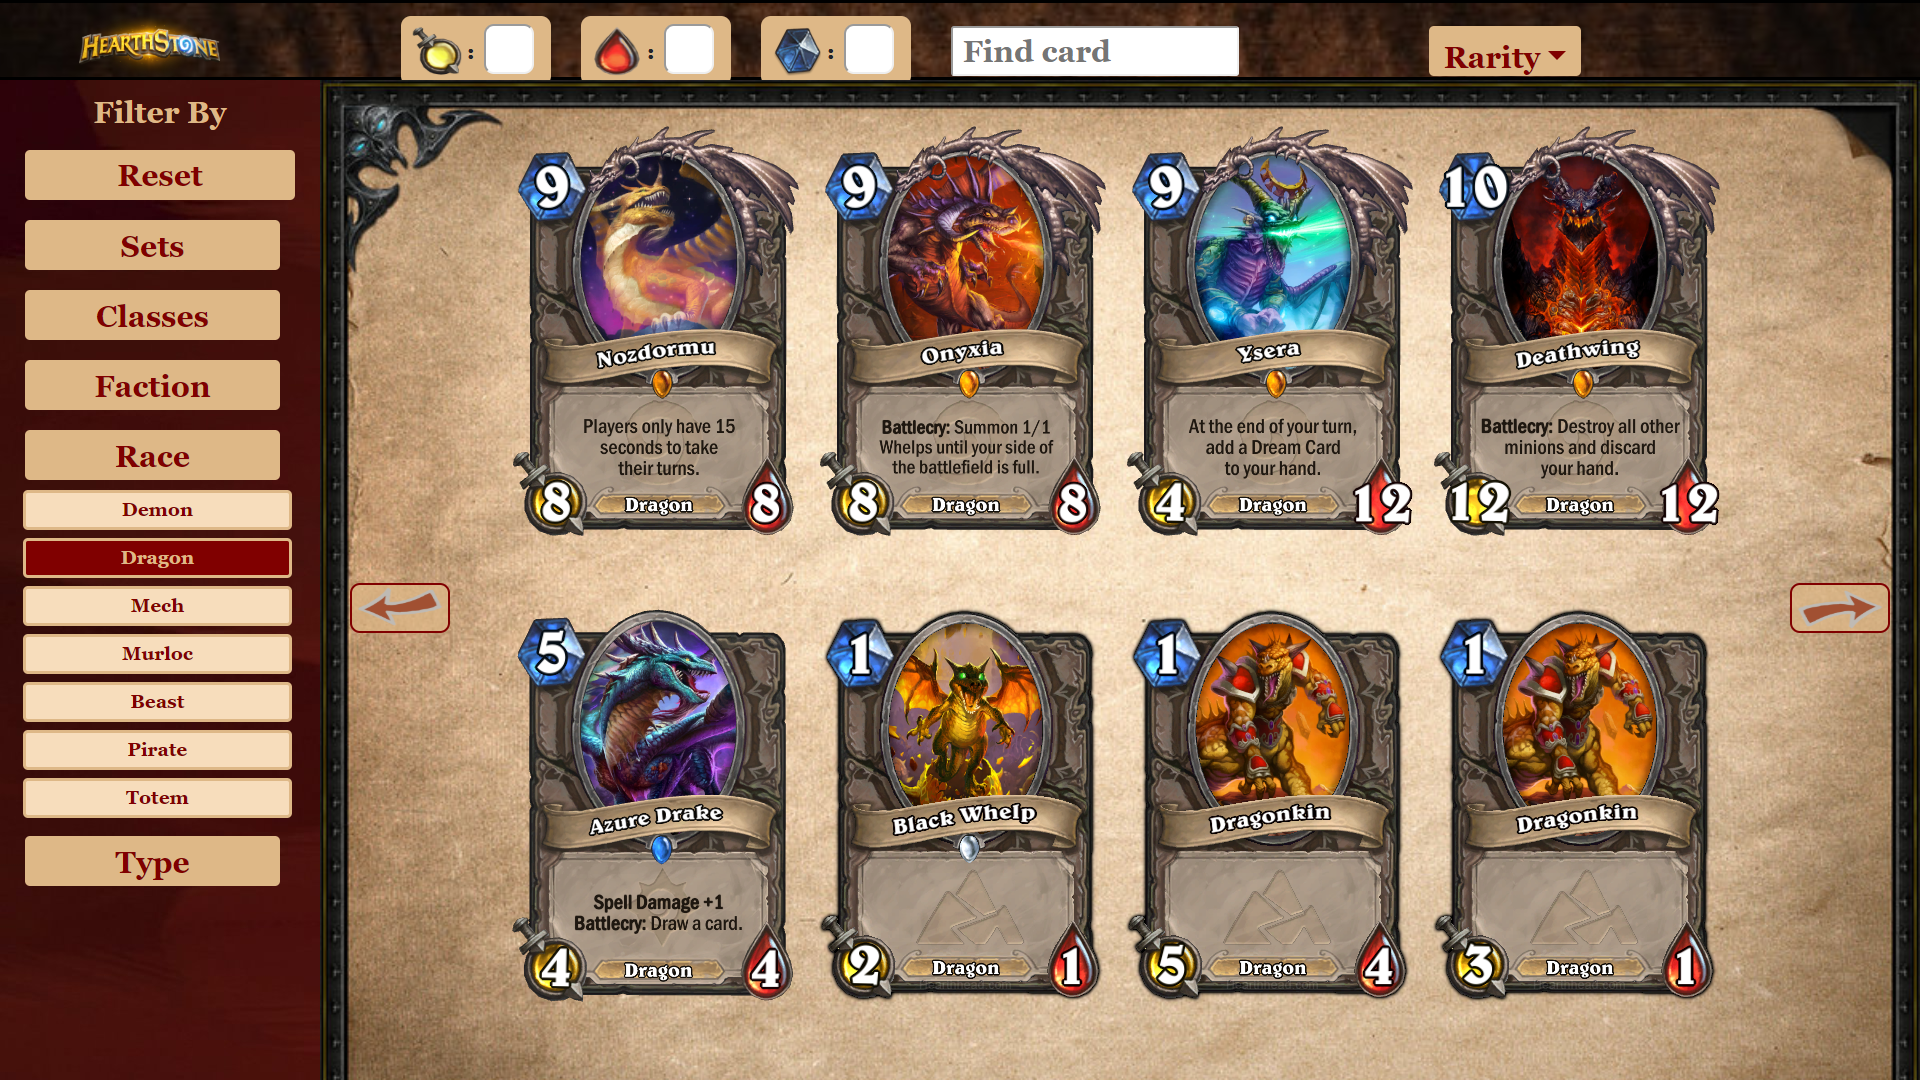 HEARTHSTONE
:
:
:
Find card
Rarity
Filter By
Reset
Sets
Classes
Faction
Race
Demon
Dragon
Mech
Murloc
Beast
Pirate
Totem
Type
9
Nozdormu
Players only have 15
seconds to take
their turns.
8
Dragon
8
9
Onyxia
Battlecry: Summon 1/1
Whelps until your side of
the battlefield is full.
8
Dragon
8
9
Ysera
At the end of your turn,
add a Dream Card
to your hand.
4
Dragon
12
10
Deathwing
Battlecry: Destroy all other
minions and discard
your hand.
12
Dragon
12
5
Azure Drake
Spell Damage +1
Battlecry: Draw a card.
4
Dragon
4
1
Black Whelp
2
Dragon
1
1
Dragonkin
5
Dragon
4
1
Dragonkin
3
Dragon
1